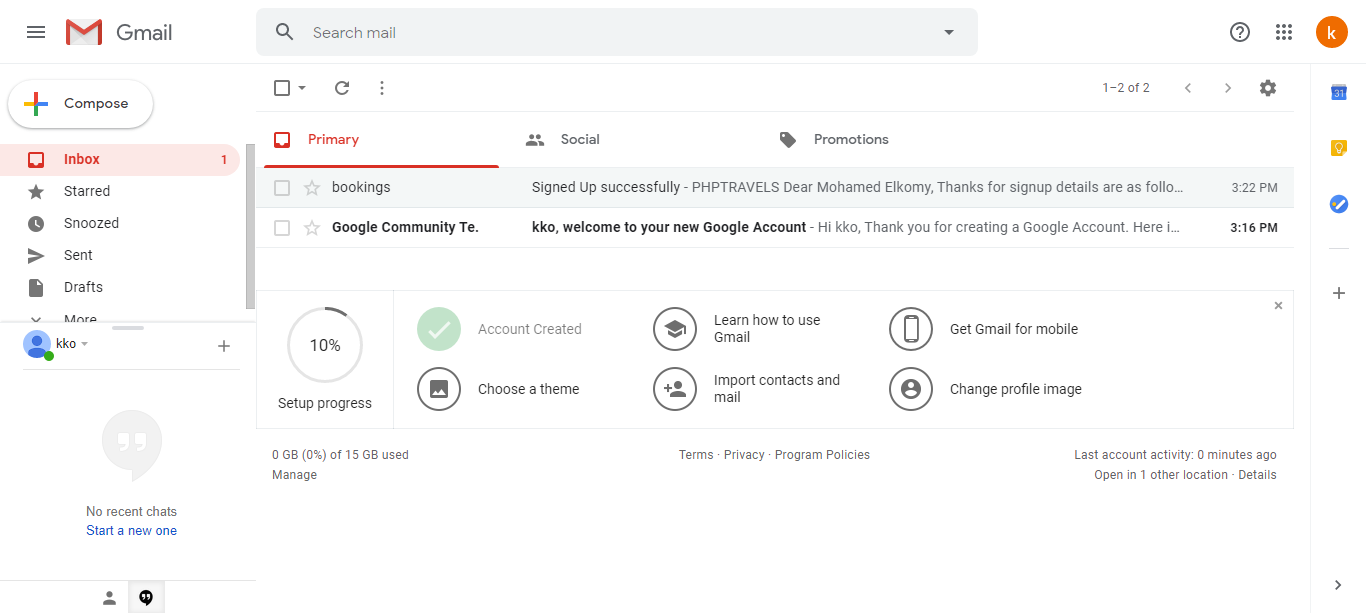 Gmail
Search mail
k
Compose
1–2 of 2
31
Primary
Social
Promotions
Inbox 1
Starred
Snoozed
Sent
Drafts
More
bookings Signed Up successfully - PHPTRAVELS Dear Mohamed Elkomy, Thanks for signup details are as follo… 3:22 PM
Google Community Te. kko, welcome to your new Google Account - Hi kko, Thank you for creating a Google Account. Here i… 3:16 PM
kko
10%
Setup progress
Account Created
Learn how to use
Gmail
Get Gmail for mobile
Choose a theme
Import contacts and
mail
Change profile image
0 GB (0%) of 15 GB used
Manage
Terms · Privacy · Program Policies
Last account activity: 0 minutes ago
Open in 1 other location · Details
No recent chats
Start a new one